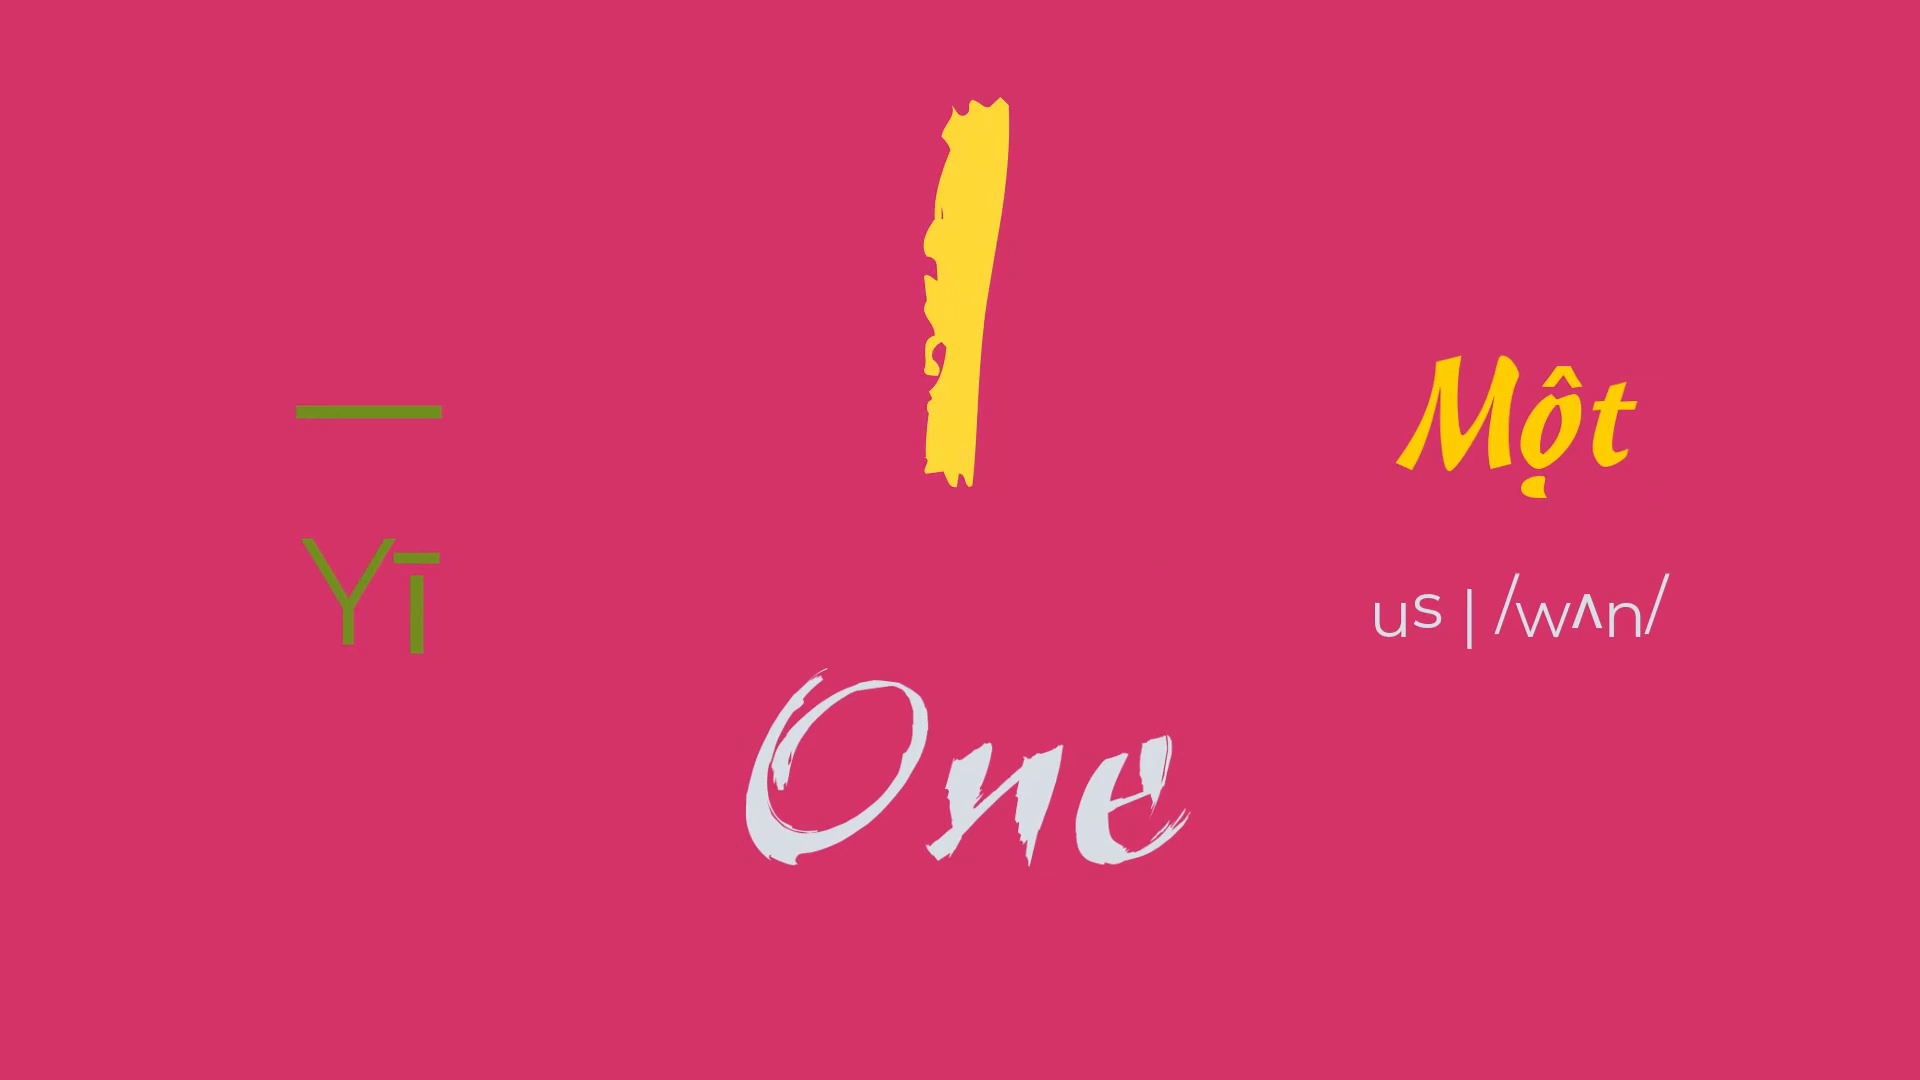 1
一
Yī
Một
us | /wʌn/
One